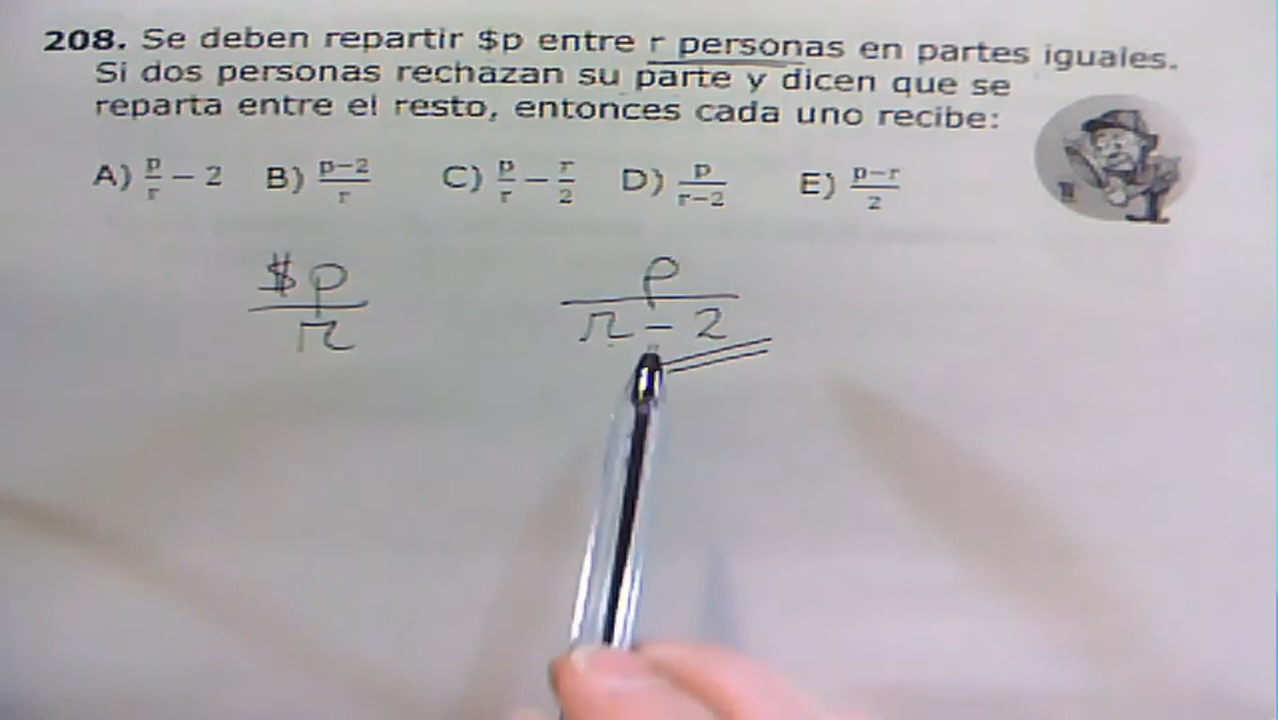 208. Se deben repartir $p entre r personas en partes iguales.
Si dos personas rechazan su parte y dicen que se
reparta entre el resto, entonces cada uno recibe:
A) p/r − 2 B) p−2/r C) p/r − r/2 D) p/r−2 E) p−r/2
$p/r p/r − 2